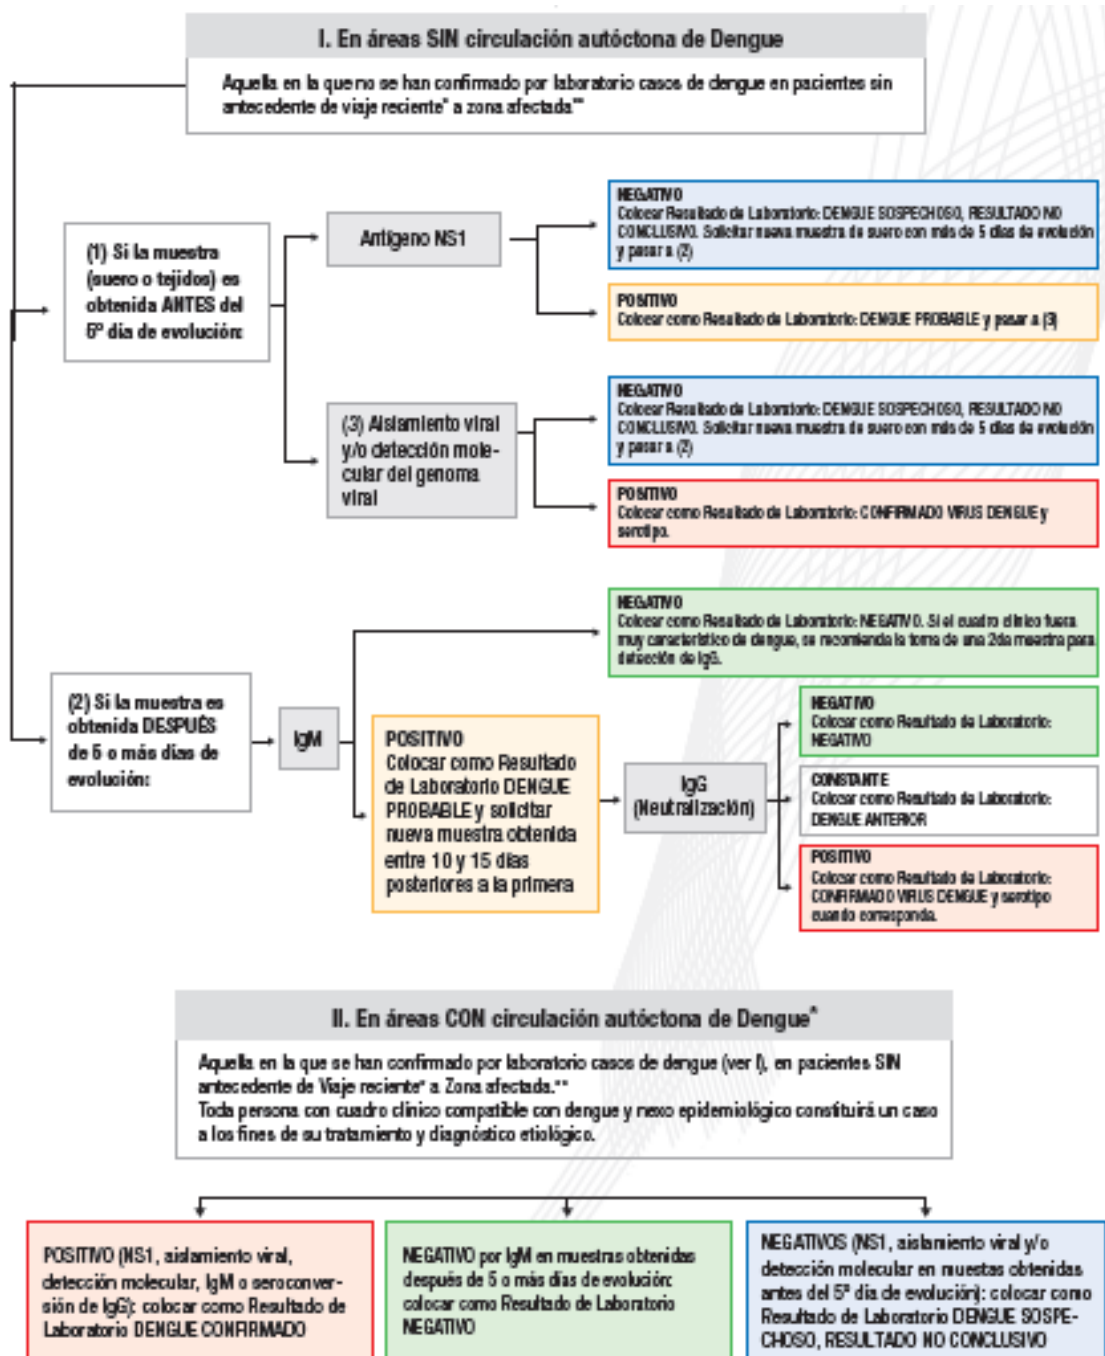 I. En áreas SIN circulación autóctona de Dengue
Aquella en la que no se han confirmado por laboratorio casos de dengue en pacientes sin
antecedente de viaje reciente* a zona afectada**
(1) Si la muestra
(suero o tejidos) es
obtenida ANTES del
5º día de evolución:
Antígeno NS1
NEGATIVO
Colocar Resultado de Laboratorio: DENGUE SOSPECHOSO, RESULTADO NO
CONCLUSIVO. Solicitar nueva muestra de suero con más de 5 días de evolución
y pasar a (2)
POSITIVO
Colocar como Resultado de Laboratorio: DENGUE PROBABLE y pasar a (3)
(3) Aislamiento viral
y/o detección mole-
cular del genoma
viral
NEGATIVO
Colocar Resultado de Laboratorio: DENGUE SOSPECHOSO, RESULTADO NO
CONCLUSIVO. Solicitar nueva muestra de suero con más de 5 días de evolución
y pasar a (2)
POSITIVO
Colocar como Resultado de Laboratorio: CONFIRMADO VIRUS DENGUE y
serotipo.
(2) Si la muestra es
obtenida DESPUÉS
de 5 o más días de
evolución:
IgM
NEGATIVO
Colocar como Resultado de Laboratorio: NEGATIVO. Si el cuadro clínico fuera
muy característico de dengue, se recomienda la toma de una 2da muestra para
detección de IgG.
POSITIVO
Colocar como Resultado
de Laboratorio DENGUE
PROBABLE y solicitar
nueva muestra obtenida
entre 10 y 15 días
posteriores a la primera
IgG
(Neutralización)
NEGATIVO
Colocar como Resultado de Laboratorio:
NEGATIVO
CONSTANTE
Colocar como Resultado de Laboratorio:
DENGUE ANTERIOR
POSITIVO
Colocar como Resultado de Laboratorio:
CONFIRMADO VIRUS DENGUE y serotipo
cuando corresponda.
II. En áreas CON circulación autóctona de Dengue*
Aquella en la que se han confirmado por laboratorio casos de dengue (ver I), en pacientes SIN
antecedente de Viaje reciente* a Zona afectada.**
Toda persona con cuadro clínico compatible con dengue y nexo epidemiológico constituirá un caso
a los fines de su tratamiento y diagnóstico etiológico.
POSITIVO (NS1, aislamiento viral,
detección molecular, IgM o seroconver-
sión de IgG): colocar como Resultado de
Laboratorio DENGUE CONFIRMADO
NEGATIVO por IgM en muestras obtenidas
después de 5 o más días de evolución:
colocar como Resultado de Laboratorio
NEGATIVO
NEGATIVOS (NS1, aislamiento viral y/o
detección molecular en muestas obtenidas
antes del 5º día de evolución): colocar como
Resultado de Laboratorio DENGUE SOSPE-
CHOSO, RESULTADO NO CONCLUSIVO